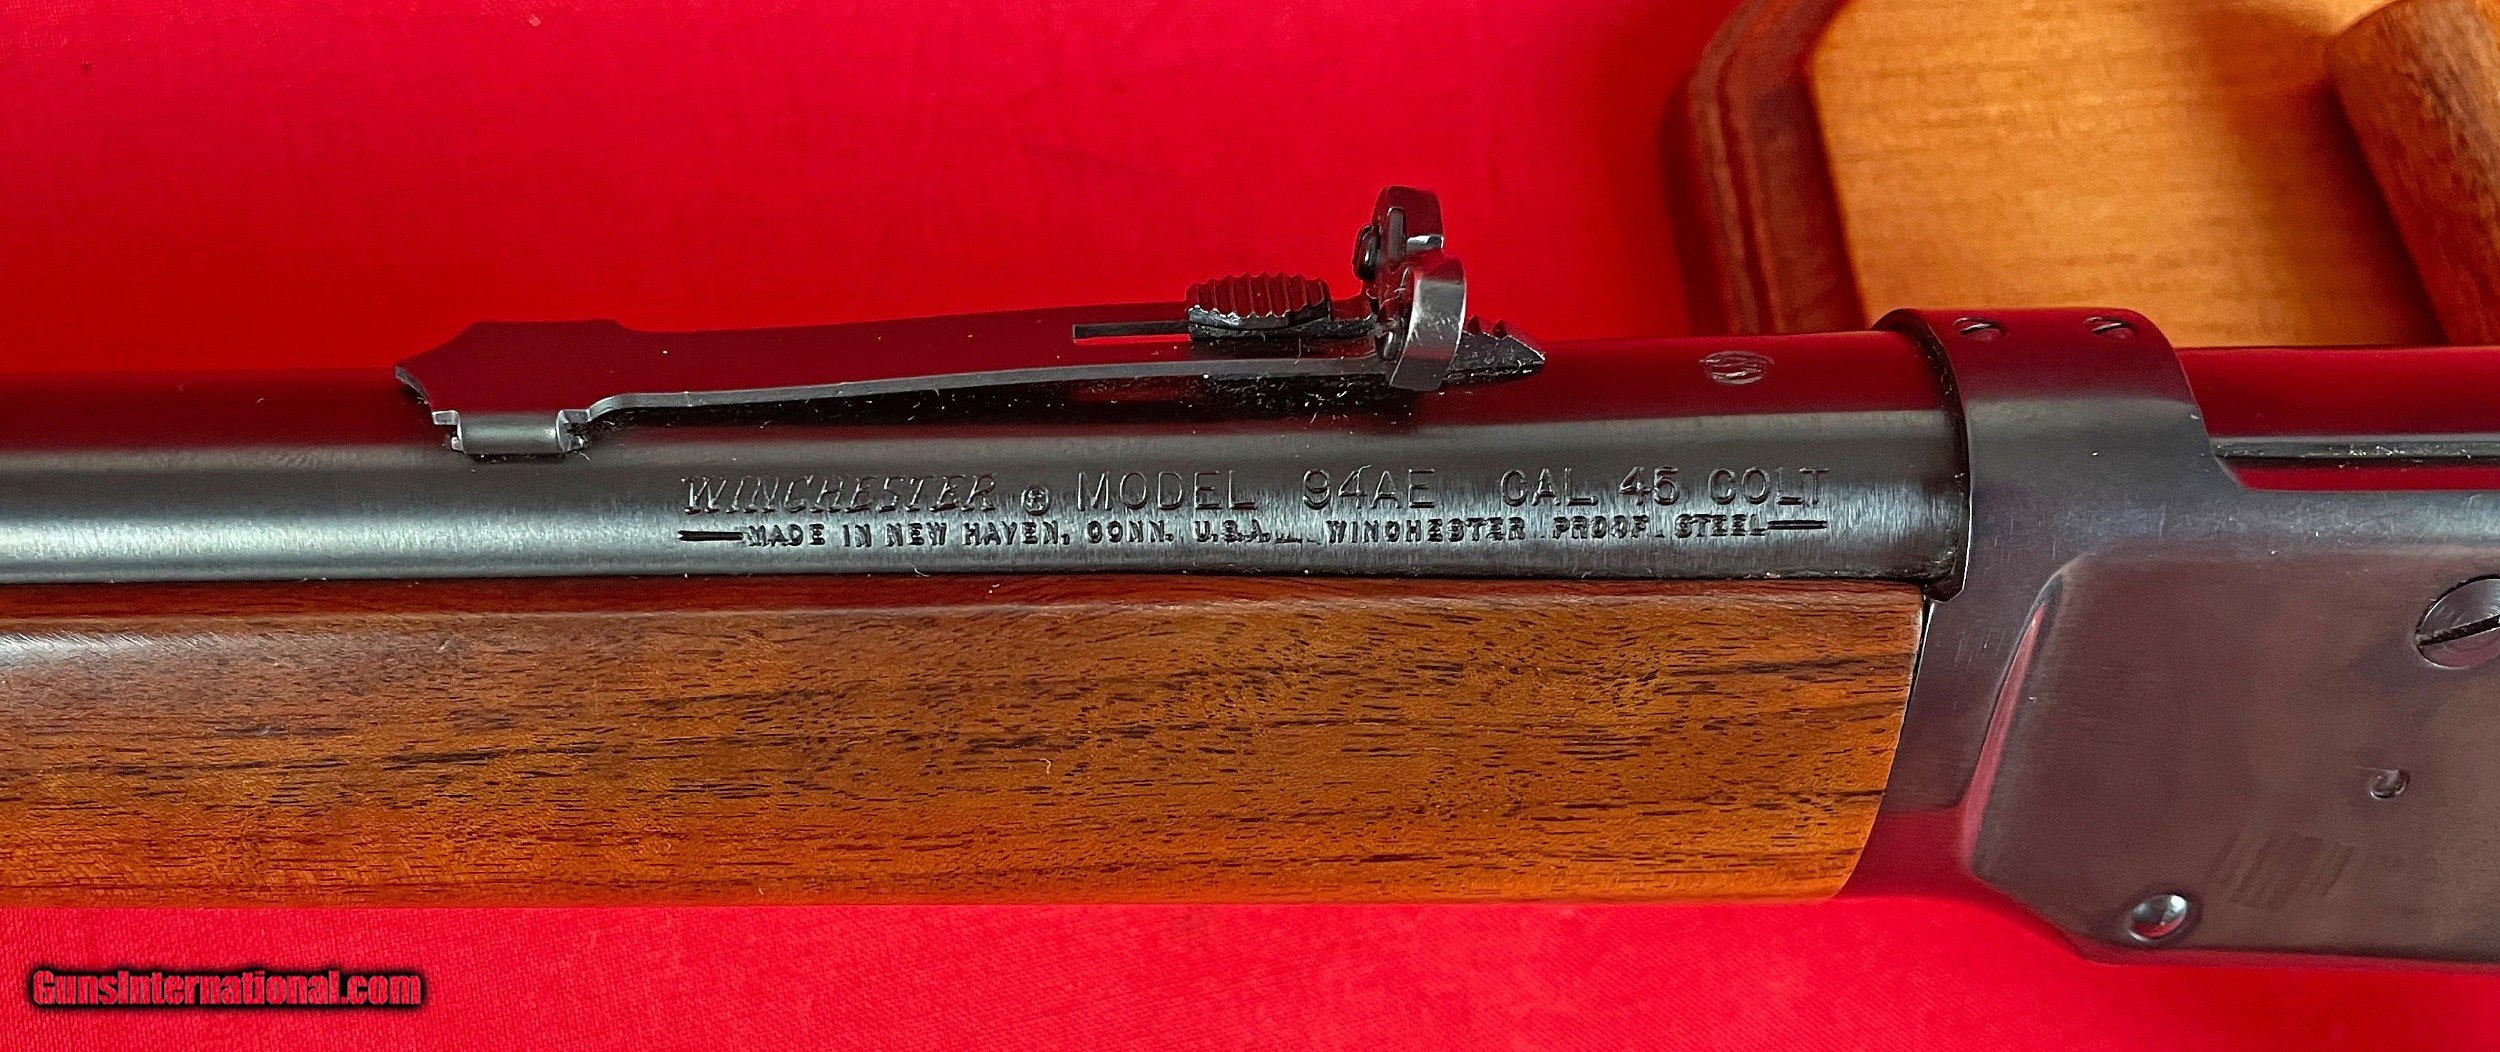 WINCHESTER ® MODEL 94AE CAL. 45 COLT
MADE IN NEW HAVEN, CONN. U.S.A. WINCHESTER PROOF STEEL
GunsInternational.com